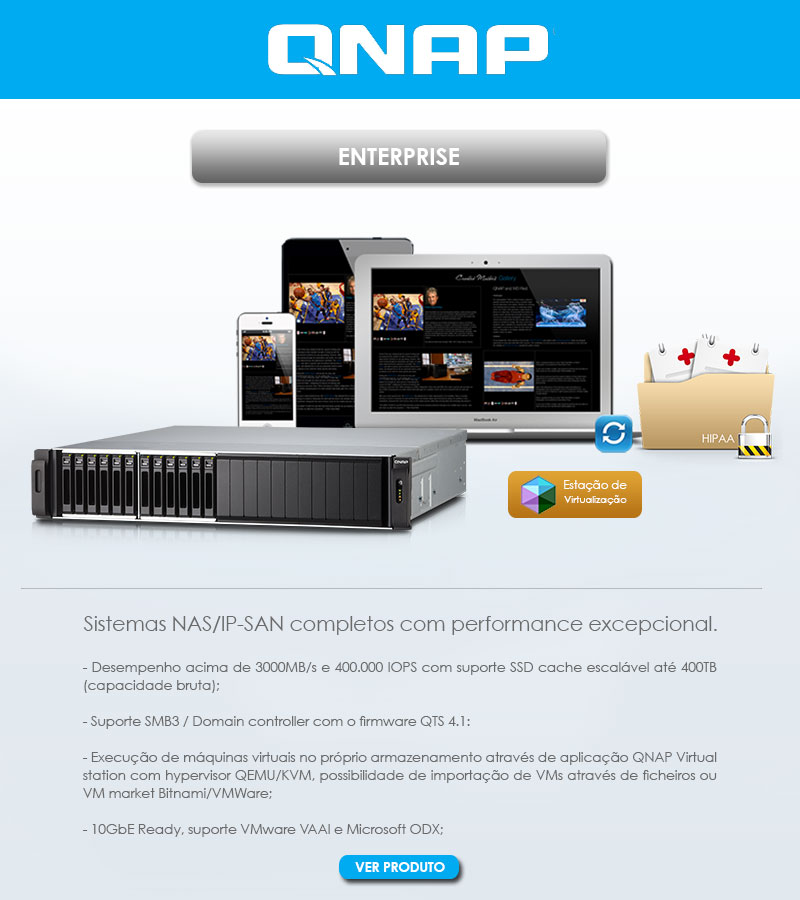 QNAP
ENTERPRISE
MacBook Air
HIPAA
QNAP
Estação de
Virtualização
Sistemas NAS/IP-SAN completos com performance excepcional.
- Desempenho acima de 3000MB/s e 400.000 IOPS com suporte SSD cache escalável até 400TB
(capacidade bruta);
- Suporte SMB3 / Domain controller com o firmware QTS 4.1:
- Execução de máquinas virtuais no próprio armazenamento através de aplicação QNAP Virtual
station com hypervisor QEMU/KVM, possibilidade de importação de VMs através de ficheiros ou
VM market Bitnami/VMWare;
- 10GbE Ready, suporte VMware VAAI e Microsoft ODX;
VER PRODUTO